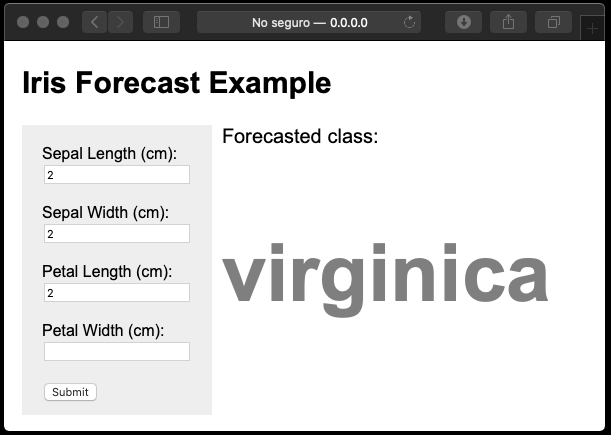 No seguro — 0.0.0.0
Iris Forecast Example
Sepal Length (cm):
2
Sepal Width (cm):
2
Petal Length (cm):
2
Petal Width (cm):
Submit
Forecasted class:
virginica